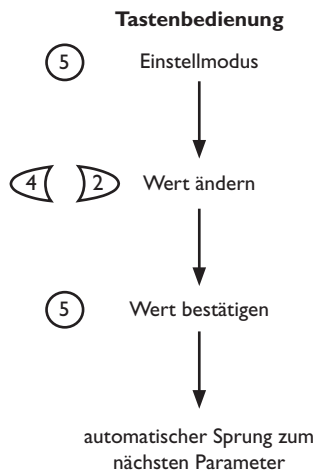 Tastenbedienung
5 Einstellmodus
4 2 Wert ändern
5 Wert bestätigen
automatischer Sprung zum
nächsten Parameter